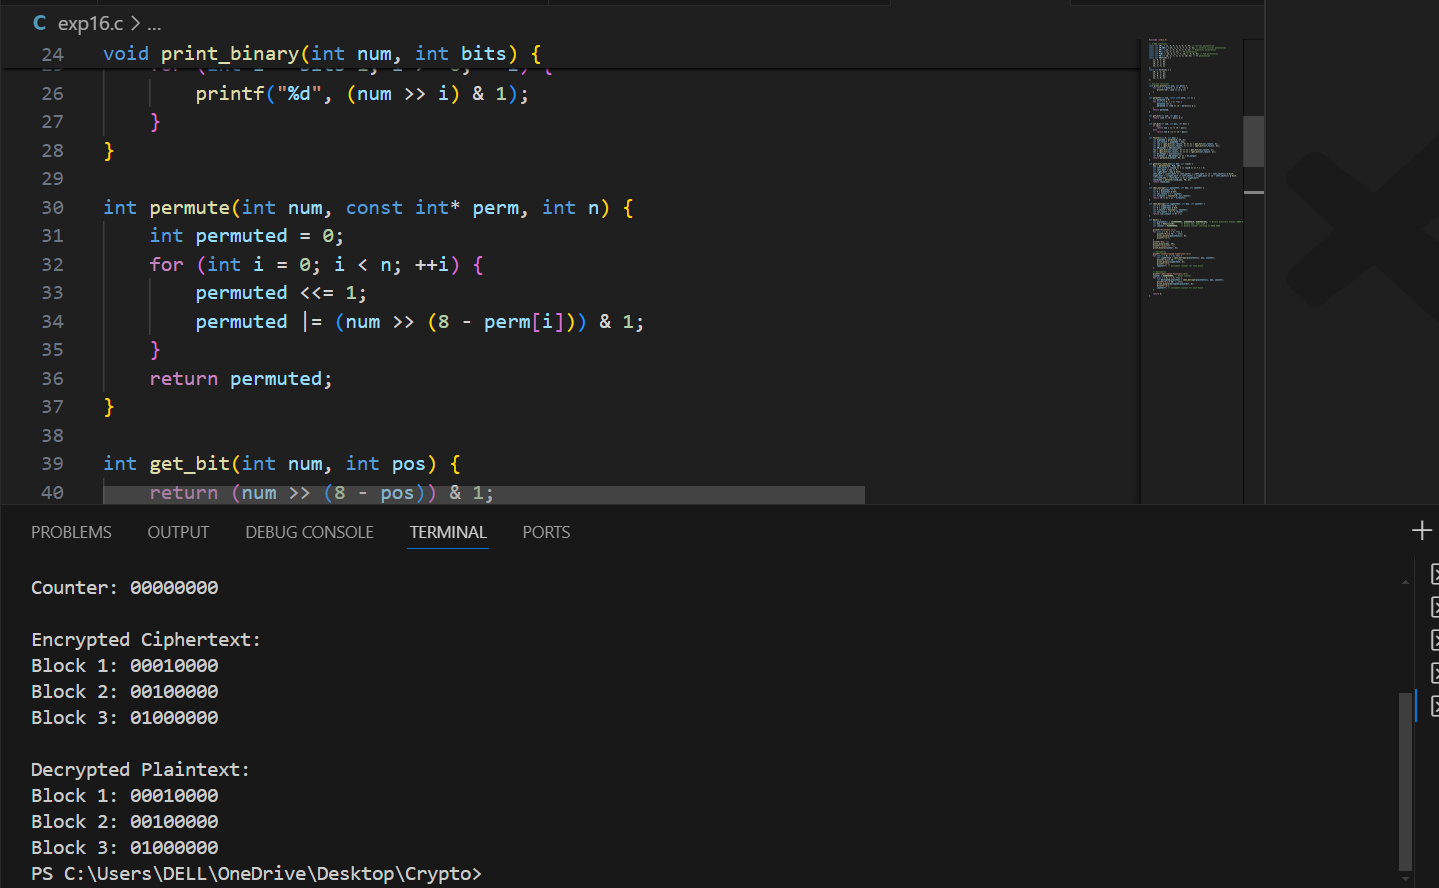 C exp16.c > ...
24 void print_binary(int num, int bits) {
26 printf("%d", (num >> i) & 1);
27 }
28 }
29
30 int permute(int num, const int* perm, int n) {
31 int permuted = 0;
32 for (int i = 0; i < n; ++i) {
33 permuted <<= 1;
34 permuted |= (num >> (8 - perm[i])) & 1;
35 }
36 return permuted;
37 }
38
39 int get_bit(int num, int pos) {
40 return (num >> (8 - pos)) & 1;
PROBLEMS OUTPUT DEBUG CONSOLE TERMINAL PORTS
Counter: 00000000
Encrypted Ciphertext:
Block 1: 00010000
Block 2: 00100000
Block 3: 01000000
Decrypted Plaintext:
Block 1: 00010000
Block 2: 00100000
Block 3: 01000000
PS C:\Users\DELL\OneDrive\Desktop\Crypto>